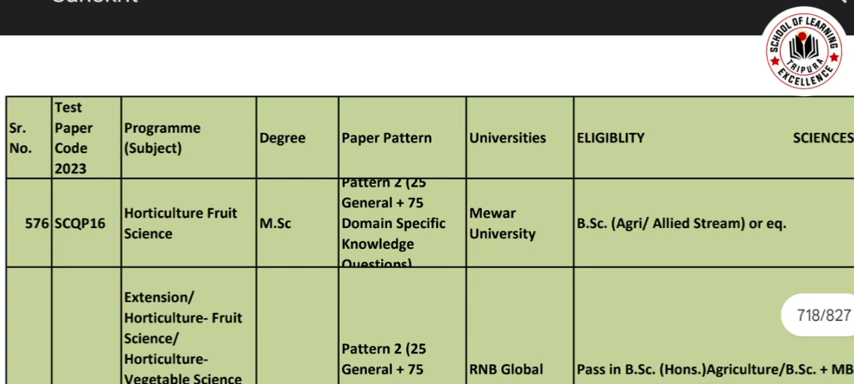 SCHOOL OF LEARNING
TRIPURA
EXCELLENCE
Sr. No.
Test Paper Code 2023
Programme (Subject)
Degree
Paper Pattern
Universities
ELIGIBLITY SCIENCES
576
SCQP16
Horticulture Fruit
Science
M.Sc
Pattern 2 (25
General + 75
Domain Specific
Knowledge
Questions)
Mewar
University
B.Sc. (Agri/ Allied Stream) or eq.
718/827
Extension/
Horticulture- Fruit
Science/
Horticulture-
Vegetable Science
Pattern 2 (25
General + 75
RNB Global
Pass in B.Sc. (Hons.)Agriculture/B.Sc. + MB